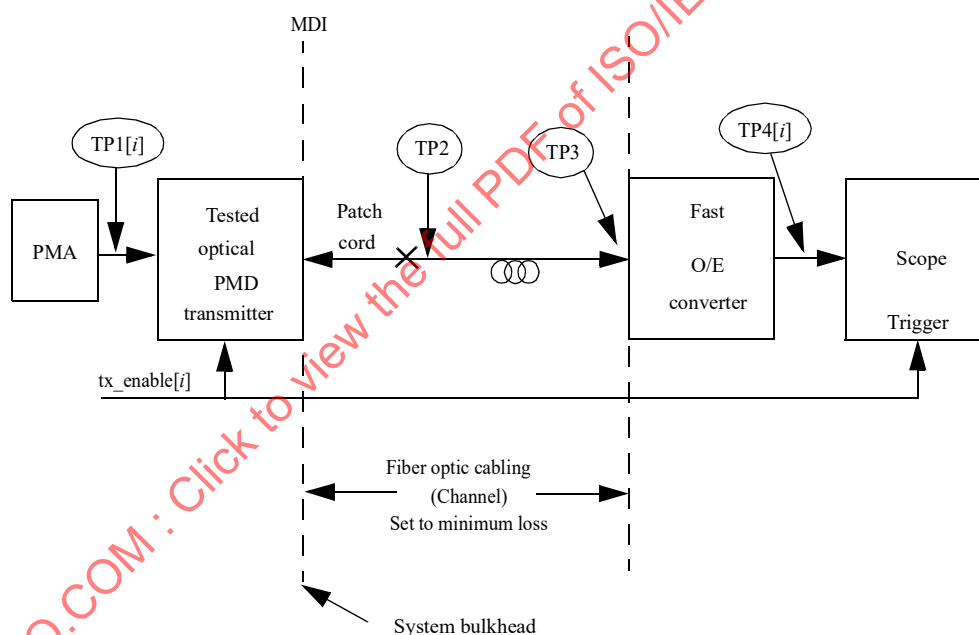 MDI
TP1[i]
TP2
TP3
TP4[i]
PMA
Tested
optical
PMD
transmitter
Patch
cord
Fast
O/E
converter
Scope
Trigger
tx_enable[i]
Fiber optic cabling
(Channel)
Set to minimum loss
System bulkhead
O.COM : Click to view the full PDF of ISO/IE